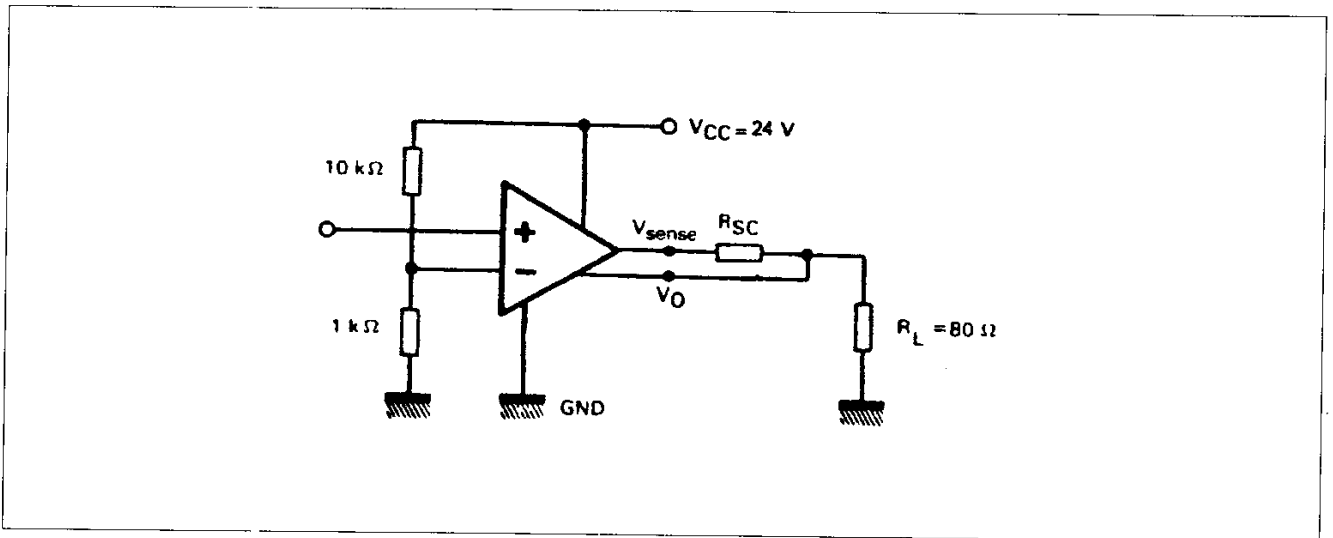 V_CC = 24 V
10 kΩ
+
V_sense
R_SC
−
V_O
1 kΩ
R_L = 80 Ω
GND